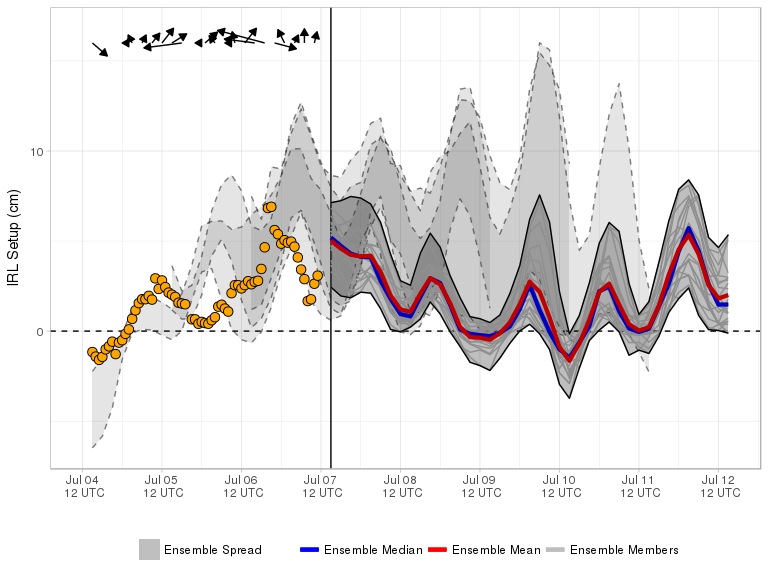 IRL Setup (cm)
10
0
Jul 04 Jul 05 Jul 06 Jul 07 Jul 08 Jul 09 Jul 10 Jul 11 Jul 12
12 UTC 12 UTC 12 UTC 12 UTC 12 UTC 12 UTC 12 UTC 12 UTC 12 UTC
Ensemble Spread Ensemble Median Ensemble Mean Ensemble Members